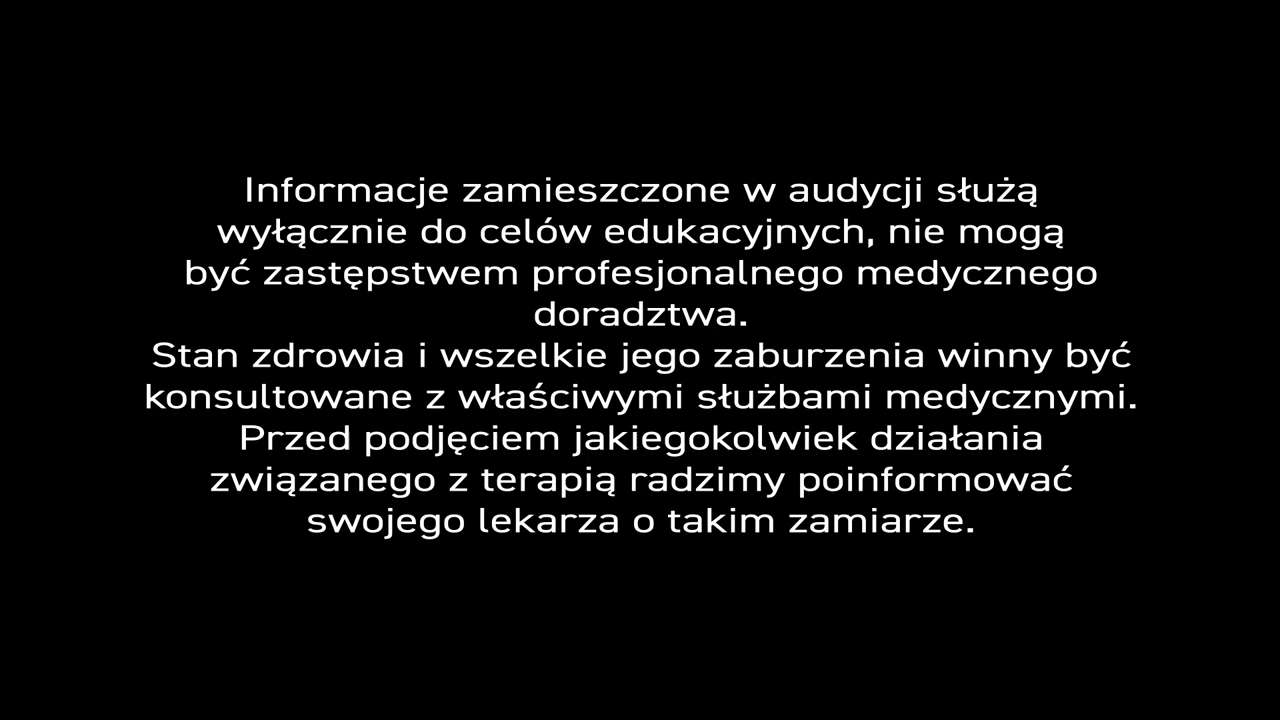 Informacje zamieszczone w audycji służą
wyłącznie do celów edukacyjnych, nie mogą
być zastępstwem profesjonalnego medycznego
doradztwa.
Stan zdrowia i wszelkie jego zaburzenia winny być
konsultowane z właściwymi służbami medycznymi.
Przed podjęciem jakiegokolwiek działania
związanego z terapią radzimy poinformować
swojego lekarza o takim zamiarze.